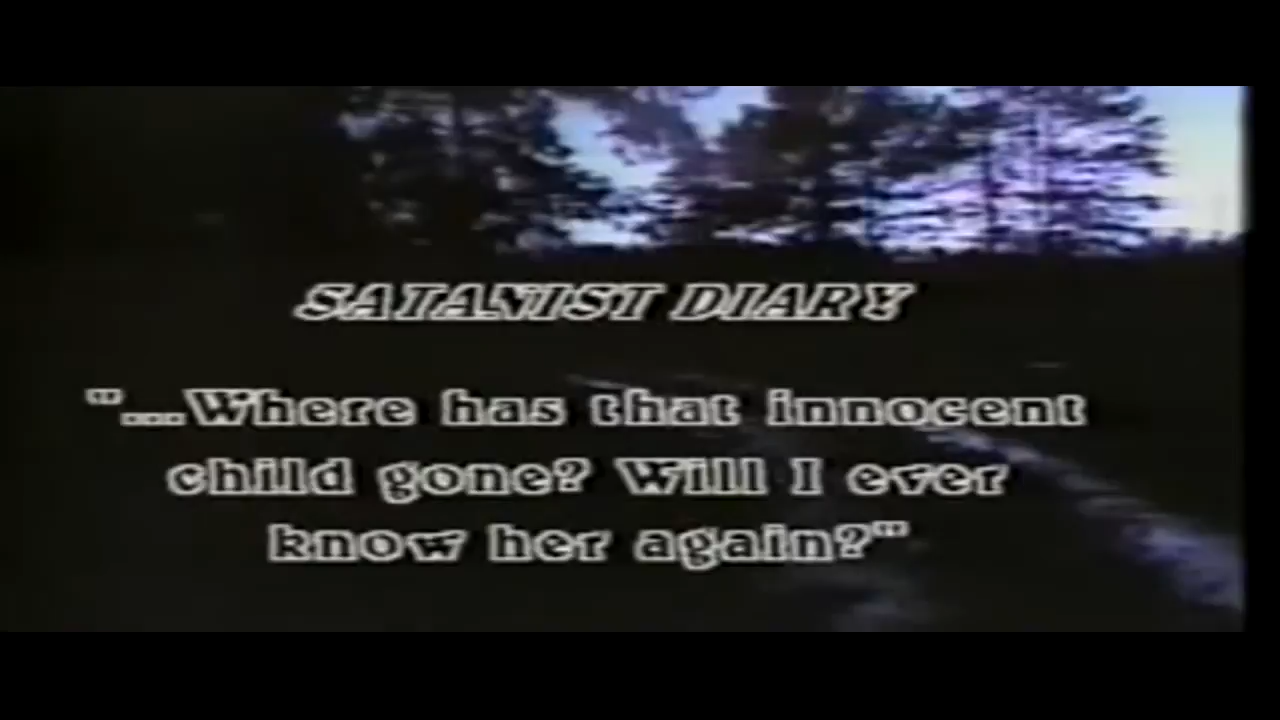 SATANIST DIARY
"...Where has that innocent
child gone? Will I ever
know her again?"